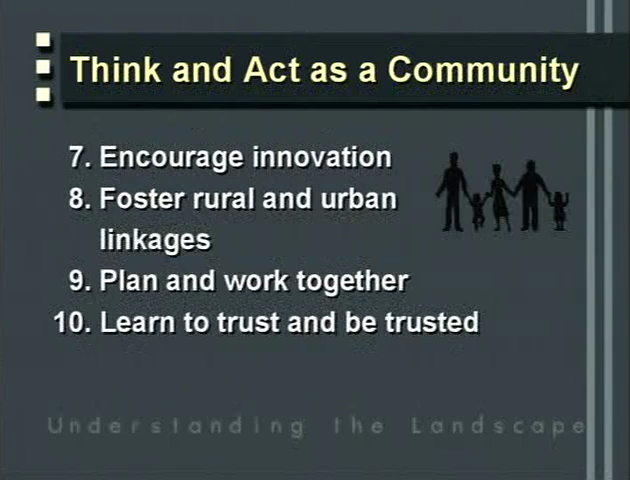 Think and Act as a Community
7. Encourage innovation
8. Foster rural and urban
linkages
9. Plan and work together
10. Learn to trust and be trusted
Understanding the Landscape